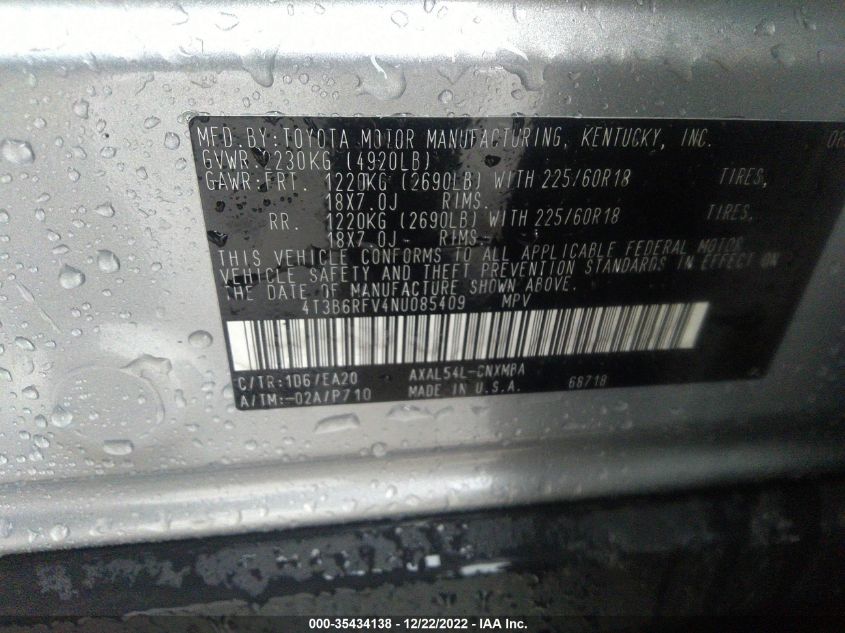 MFD. BY: TOYOTA MOTOR MANUFACTURING, KENTUCKY, INC.
GVWR 2230KG (4920LB)
GAWR: FRT. 1220KG (2690LB) WITH 225/60R18 TIRES,
18X7.0J RIMS.
RR. 1220KG (2690LB) WITH 225/60R18 TIRES,
18X7.0J RIMS
THIS VEHICLE CONFORMS TO ALL APPLICABLE FEDERAL MOTOR
VEHICLE SAFETY AND THEFT PREVENTION STANDARDS IN EFFECT ON
THE DATE OF MANUFACTURE SHOWN ABOVE.
4T3B6RFV4NU085409 MPV
C/TR: 1D6/EA20 AXAL54L-CNXMBA
A/TM: -02A/P710 MADE IN U.S.A. 68718
000-35434138 - 12/22/2022 - IAA Inc.